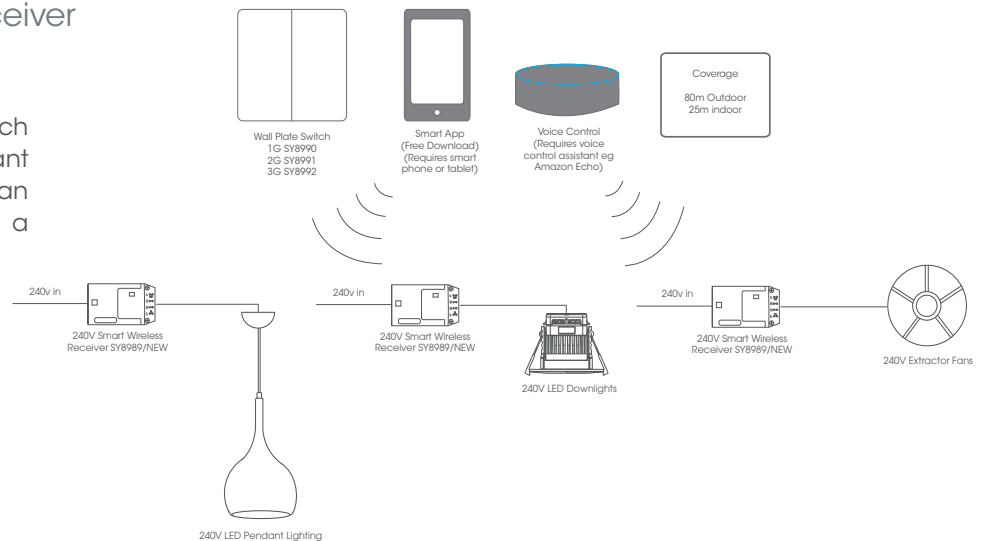 ceiver
ch
ant
an
a
Wall Plate Switch
1G SY8990
2G SY8991
3G SY8992
Smart App
(Free Download)
(Requires smart
phone or tablet)
Voice Control
(Requires voice
control assistant eg
Amazon Echo)
Coverage
80m Outdoor
25m indoor
240v in
240V Smart Wireless
Receiver SY8989/NEW
240V LED Pendant Lighting
240v in
240V Smart Wireless
Receiver SY8989/NEW
240V LED Downlights
240v in
240V Smart Wireless
Receiver SY8989/NEW
240V Extractor Fans